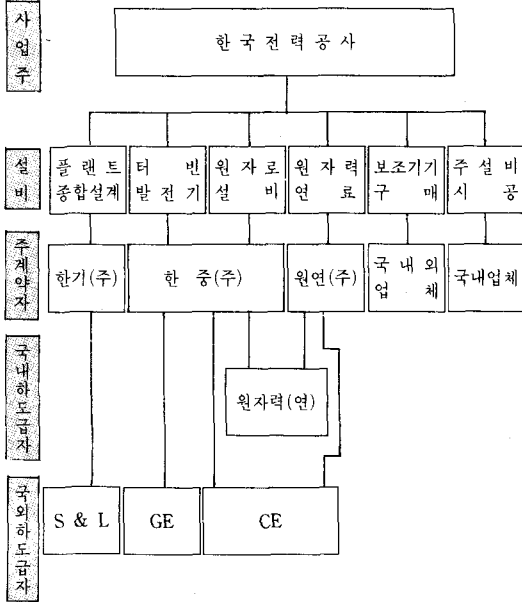 사업주
한국전력공사
설비
플랜트
종합설계
터빈
발전기
원자로
설비
원자력
연료
보조기기
구매
주설비
시공
주계약자
한기(주)
한중(주)
원연(주)
국내외
업체
국내업체
국내하도급자
원자력(연)
국외하도급자
S & L
GE
CE